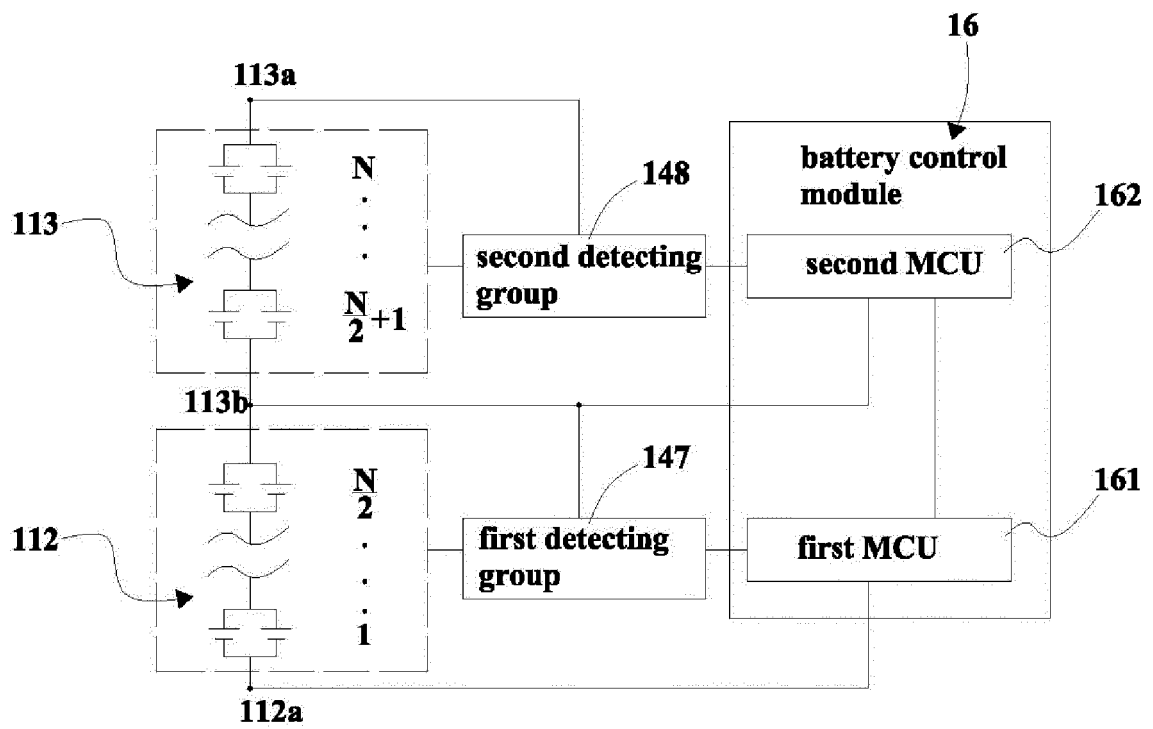 16
113a
battery control
module
N
148
162
113
second detecting
group
second MCU
N/2+1
113b
147
161
N/2
112
first detecting
group
first MCU
1
112a